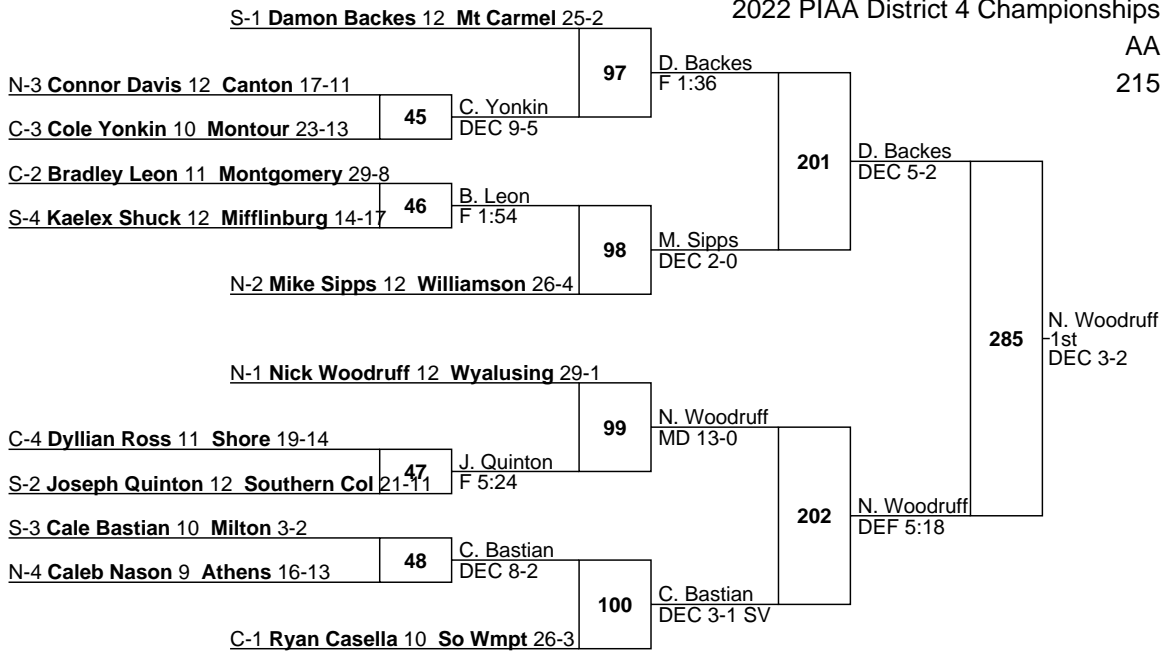 2022 PIAA District 4 Championships
AA
215
S-1 Damon Backes 12 Mt Carmel 25-2
97
D. Backes
F 1:36
N-3 Connor Davis 12 Canton 17-11
45
C. Yonkin
DEC 9-5
C-3 Cole Yonkin 10 Montour 23-13
201
D. Backes
DEC 5-2
C-2 Bradley Leon 11 Montgomery 29-8
46
B. Leon
F 1:54
S-4 Kaelex Shuck 12 Mifflinburg 14-17
98
M. Sipps
DEC 2-0
N-2 Mike Sipps 12 Williamson 26-4
285
N. Woodruff
1st
DEC 3-2
N-1 Nick Woodruff 12 Wyalusing 29-1
99
N. Woodruff
MD 13-0
C-4 Dyllian Ross 11 Shore 19-14
47
J. Quinton
F 5:24
S-2 Joseph Quinton 12 Southern Col 21-11
202
N. Woodruff
DEF 5:18
S-3 Cale Bastian 10 Milton 3-2
48
C. Bastian
DEC 8-2
N-4 Caleb Nason 9 Athens 16-13
100
C. Bastian
DEC 3-1 SV
C-1 Ryan Casella 10 So Wmpt 26-3